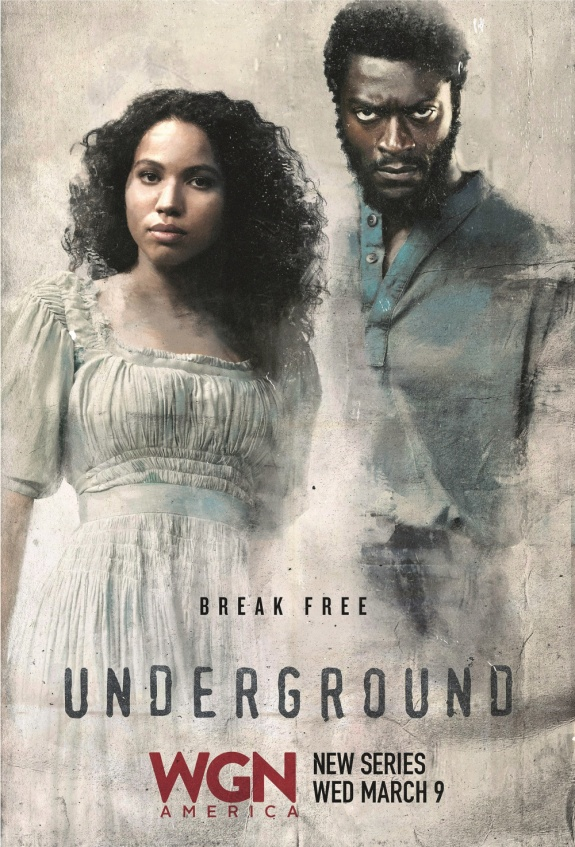 BREAK FREE
UNDERGROUND
WGN
AMERICA
NEW SERIES
WED MARCH 9